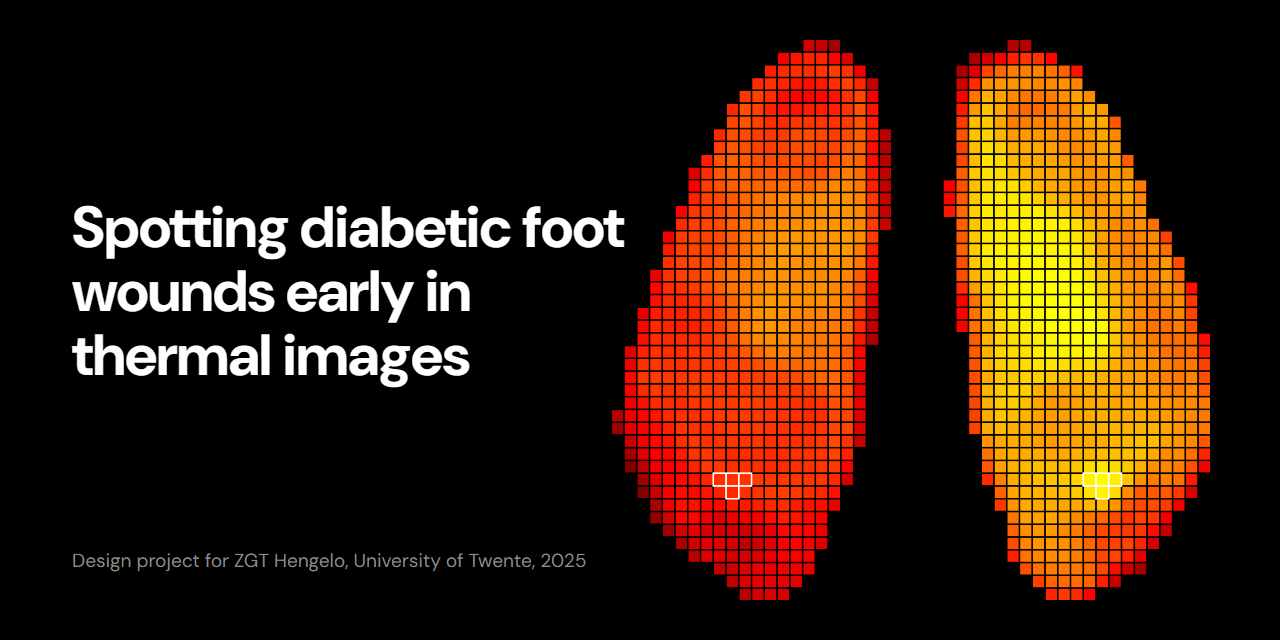 Spotting diabetic foot
wounds early in
thermal images
Design project for ZGT Hengelo, University of Twente, 2025